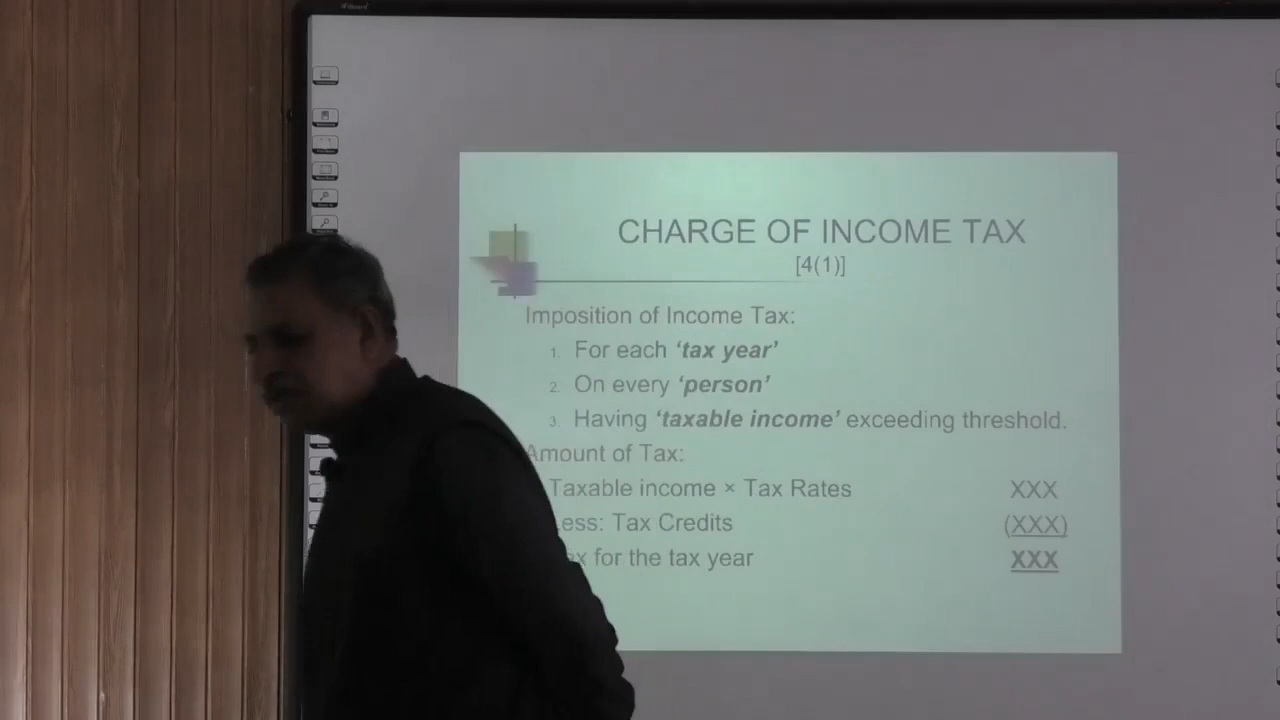 CHARGE OF INCOME TAX
[4(1)]
Imposition of Income Tax:
1. For each ‘tax year’
2. On every ‘person’
3. Having ‘taxable income’ exceeding threshold.
Amount of Tax:
Taxable income × Tax Rates XXX
ess: Tax Credits (XXX)
ax for the tax year XXX